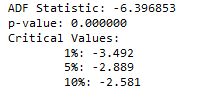 ADF Statistic: -6.396853
p-value: 0.000000
Critical Values:
1%: -3.492
5%: -2.889
10%: -2.581